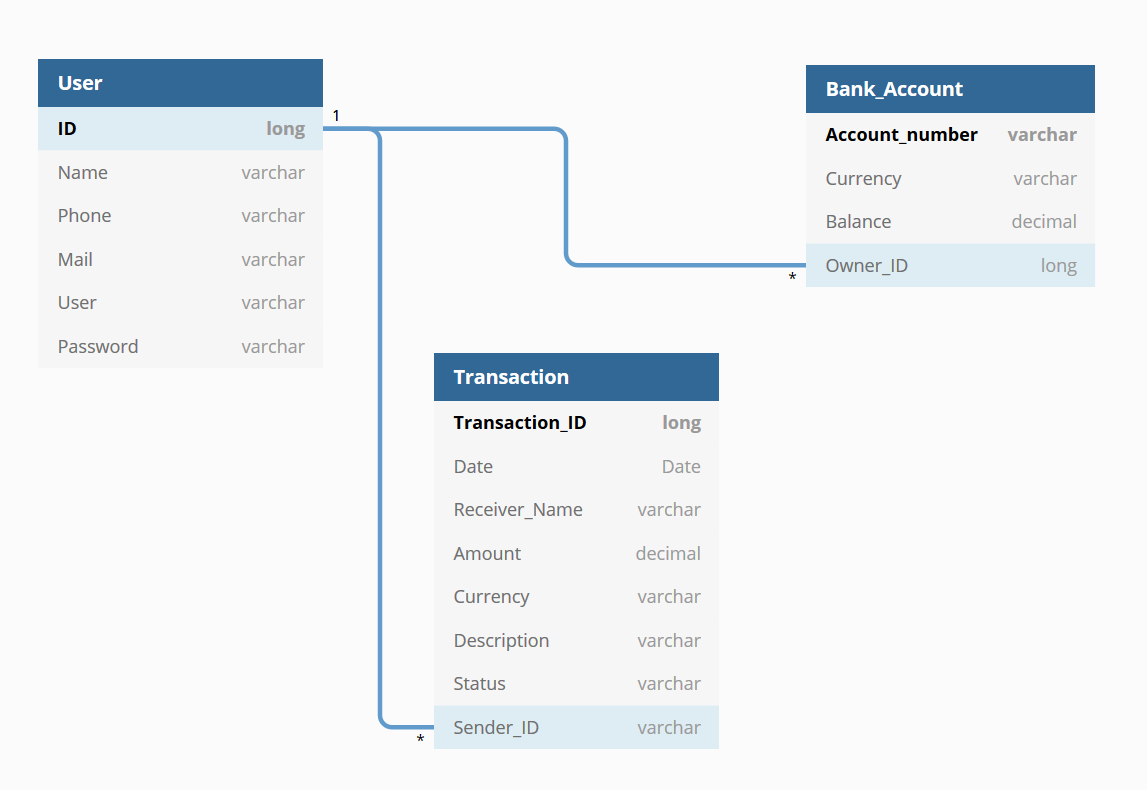 User
ID long
1
Name varchar
Phone varchar
Mail varchar
User varchar
Password varchar
Bank_Account
Account_number varchar
Currency varchar
Balance decimal
Owner_ID long
*
Transaction
Transaction_ID long
Date Date
Receiver_Name varchar
Amount decimal
Currency varchar
Description varchar
Status varchar
Sender_ID varchar
*